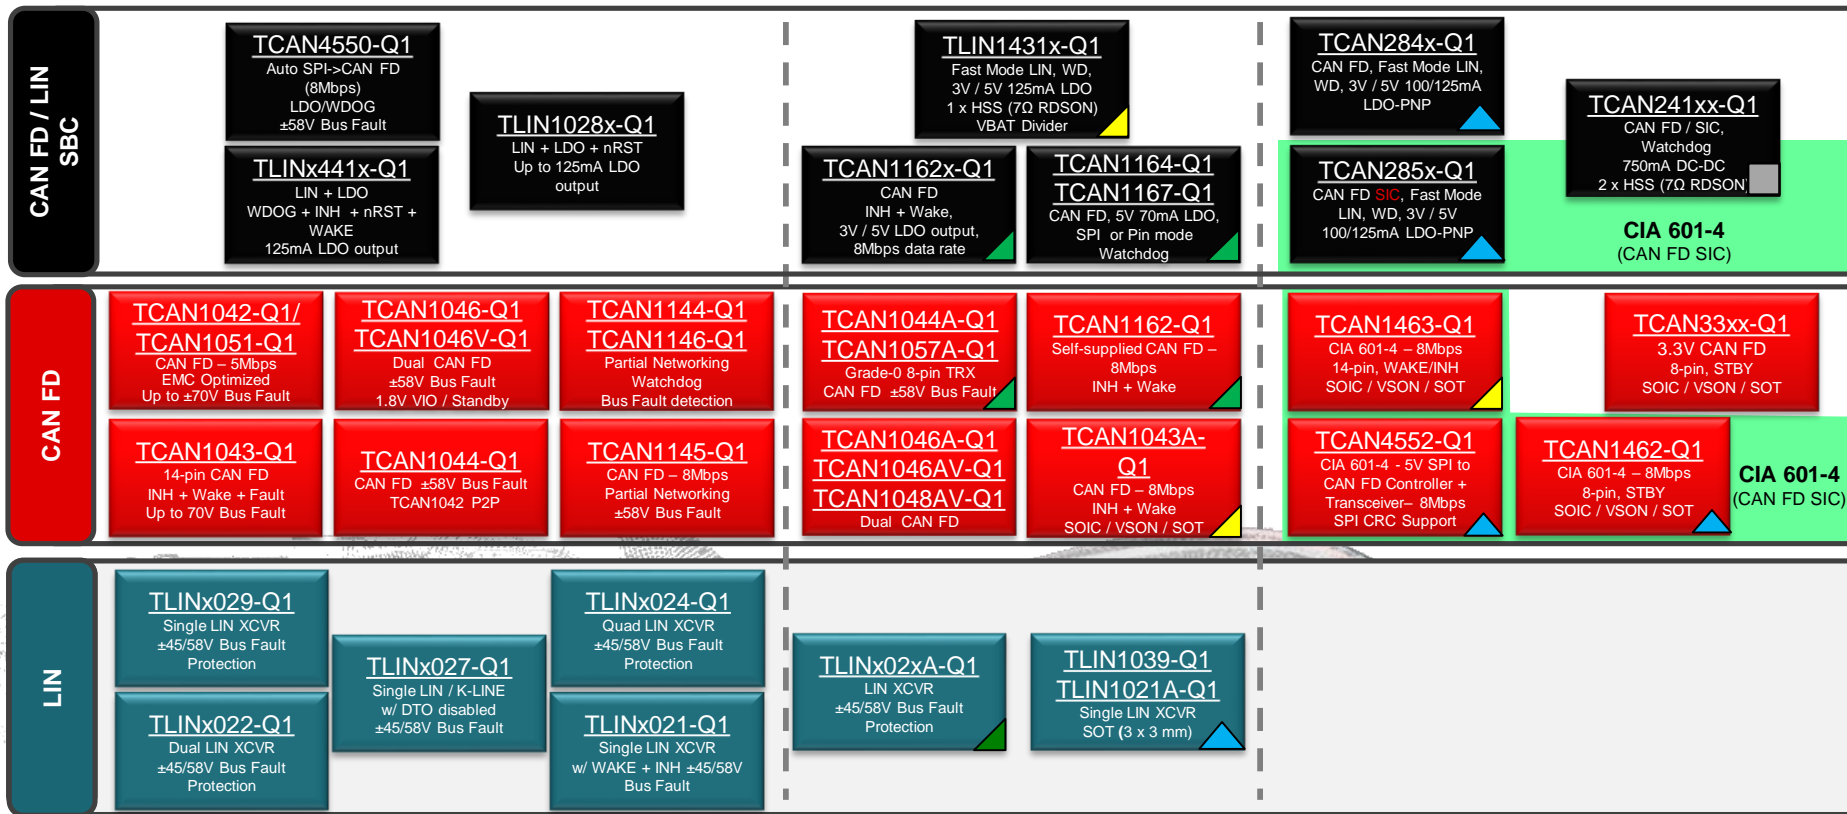 CAN FD / LIN
SBC
TCAN4550-Q1
Auto SPI->CAN FD
(8Mbps)
LDO/WDOG
±58V Bus Fault
TLINx441x-Q1
LIN + LDO
WDOG + INH + nRST +
WAKE
125mA LDO output
TLIN1028x-Q1
LIN + LDO + nRST
Up to 125mA LDO
output
TLIN1431x-Q1
Fast Mode LIN, WD,
3V / 5V 125mA LDO
1 x HSS (7Ω RDSON)
VBAT Divider
TCAN1162x-Q1
CAN FD
INH + Wake,
3V / 5V LDO output,
8Mbps data rate
TCAN1164-Q1
TCAN1167-Q1
CAN FD, 5V 70mA LDO,
SPI or Pin mode
Watchdog
TCAN284x-Q1
CAN FD, Fast Mode LIN,
WD, 3V / 5V 100/125mA
LDO-PNP
TCAN285x-Q1
CAN FD SIC, Fast Mode
LIN, WD, 3V / 5V
100/125mA LDO-PNP
TCAN241xx-Q1
CAN FD / SIC,
Watchdog
750mA DC-DC
2 x HSS (7Ω RDSON)
CIA 601-4
(CAN FD SIC)
CAN FD
TCAN1042-Q1/
TCAN1051-Q1
CAN FD – 5Mbps
EMC Optimized
Up to ±70V Bus Fault
TCAN1046-Q1
TCAN1046V-Q1
Dual CAN FD
±58V Bus Fault
1.8V VIO / Standby
TCAN1144-Q1
TCAN1146-Q1
Partial Networking
Watchdog
Bus Fault detection
TCAN1043-Q1
14-pin CAN FD
INH + Wake + Fault
Up to 70V Bus Fault
TCAN1044-Q1
CAN FD ±58V Bus Fault
TCAN1042 P2P
TCAN1145-Q1
CAN FD – 8Mbps
Partial Networking
±58V Bus Fault
TCAN1044A-Q1
TCAN1057A-Q1
Grade-0 8-pin TRX
CAN FD ±58V Bus Fault
TCAN1162-Q1
Self-supplied CAN FD –
8Mbps
INH + Wake
TCAN1046A-Q1
TCAN1046AV-Q1
TCAN1048AV-Q1
Dual CAN FD
TCAN1043A-
Q1
CAN FD – 8Mbps
INH + Wake
SOIC / VSON / SOT
TCAN1463-Q1
CIA 601-4 – 8Mbps
14-pin, WAKE/INH
SOIC / VSON / SOT
TCAN33xx-Q1
3.3V CAN FD
8-pin, STBY
SOIC / VSON / SOT
TCAN4552-Q1
CIA 601-4 - 5V SPI to
CAN FD Controller +
Transceiver– 8Mbps
SPI CRC Support
TCAN1462-Q1
CIA 601-4 – 8Mbps
8-pin, STBY
SOIC / VSON / SOT
CIA 601-4
(CAN FD SIC)
LIN
TLINx029-Q1
Single LIN XCVR
±45/58V Bus Fault
Protection
TLINx022-Q1
Dual LIN XCVR
±45/58V Bus Fault
Protection
TLINx027-Q1
Single LIN / K-LINE
w/ DTO disabled
±45/58V Bus Fault
TLINx024-Q1
Quad LIN XCVR
±45/58V Bus Fault
Protection
TLINx021-Q1
Single LIN XCVR
w/ WAKE + INH ±45/58V
Bus Fault
TLINx02xA-Q1
LIN XCVR
±45/58V Bus Fault
Protection
TLIN1039-Q1
TLIN1021A-Q1
Single LIN XCVR
SOT (3 x 3 mm)